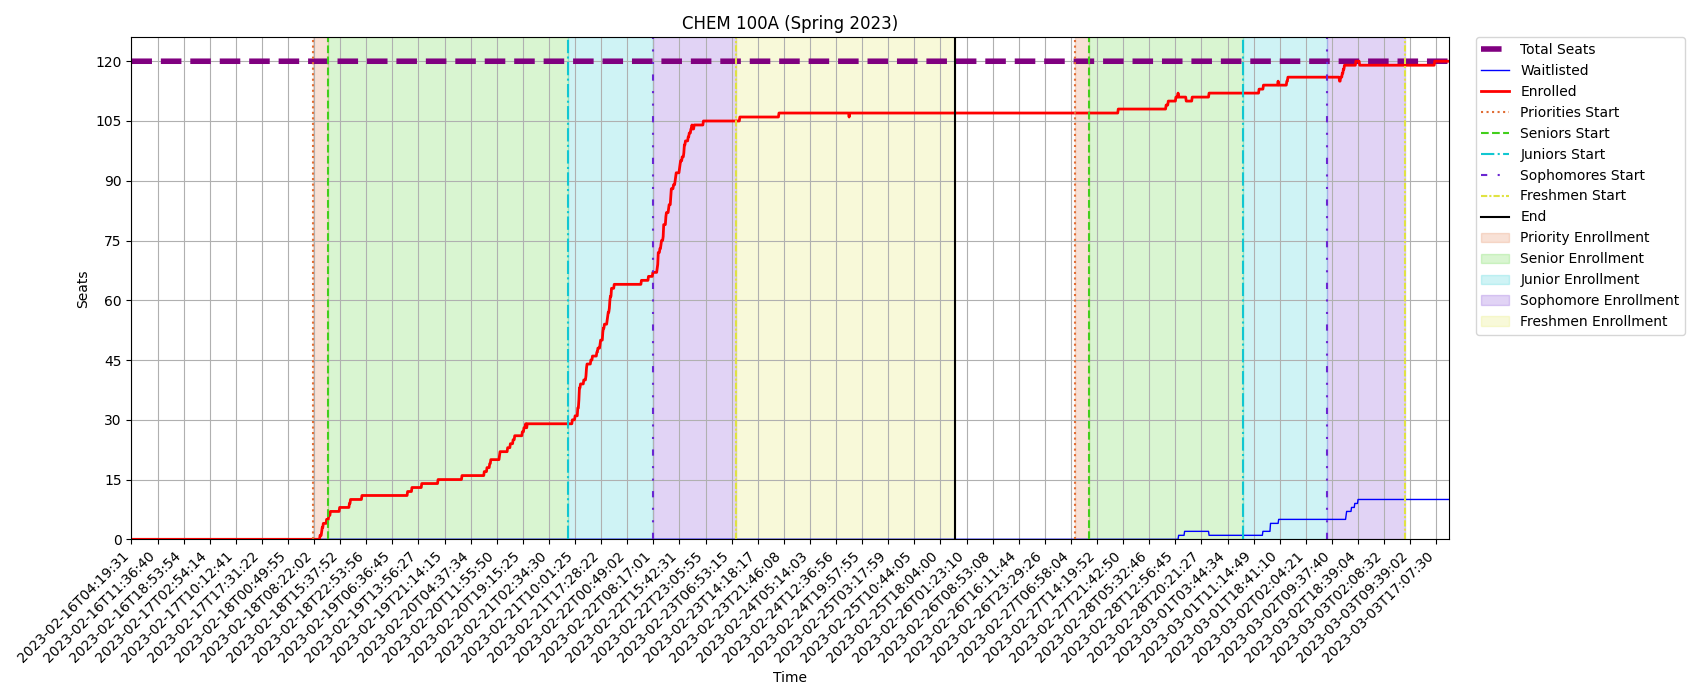 CHEM 100A (Spring 2023)
Total Seats
Waitlisted
Enrolled
Priorities Start
Seniors Start
Juniors Start
Sophomores Start
Freshmen Start
End
Priority Enrollment
Senior Enrollment
Junior Enrollment
Sophomore Enrollment
Freshmen Enrollment
Seats
120
105
90
75
60
45
30
15
0
2023-02-16T04:19:31
2023-02-16T11:36:40
2023-02-16T18:53:54
2023-02-17T02:54:14
2023-02-17T10:12:41
2023-02-17T17:31:22
2023-02-18T00:49:55
2023-02-18T08:22:02
2023-02-18T15:37:52
2023-02-18T22:53:56
2023-02-19T06:36:45
2023-02-19T13:56:27
2023-02-19T21:14:15
2023-02-20T04:37:34
2023-02-20T11:55:50
2023-02-20T19:15:25
2023-02-21T02:34:30
2023-02-21T10:01:25
2023-02-21T17:28:22
2023-02-22T00:49:02
2023-02-22T08:17:01
2023-02-22T15:42:31
2023-02-22T23:05:55
2023-02-23T06:53:15
2023-02-23T14:18:17
2023-02-23T21:46:08
2023-02-24T05:14:03
2023-02-24T12:36:56
2023-02-24T19:57:55
2023-02-25T03:17:59
2023-02-25T10:44:05
2023-02-25T18:04:00
2023-02-26T01:23:10
2023-02-26T08:53:08
2023-02-26T16:11:44
2023-02-26T23:29:26
2023-02-27T06:58:04
2023-02-27T14:19:52
2023-02-27T21:42:50
2023-02-28T05:32:46
2023-02-28T12:56:45
2023-02-28T20:21:27
2023-03-01T03:44:34
2023-03-01T11:14:49
2023-03-01T18:41:10
2023-03-02T02:04:21
2023-03-02T09:37:40
2023-03-02T18:39:04
2023-03-03T02:08:32
2023-03-03T09:39:02
2023-03-03T17:07:30
Time